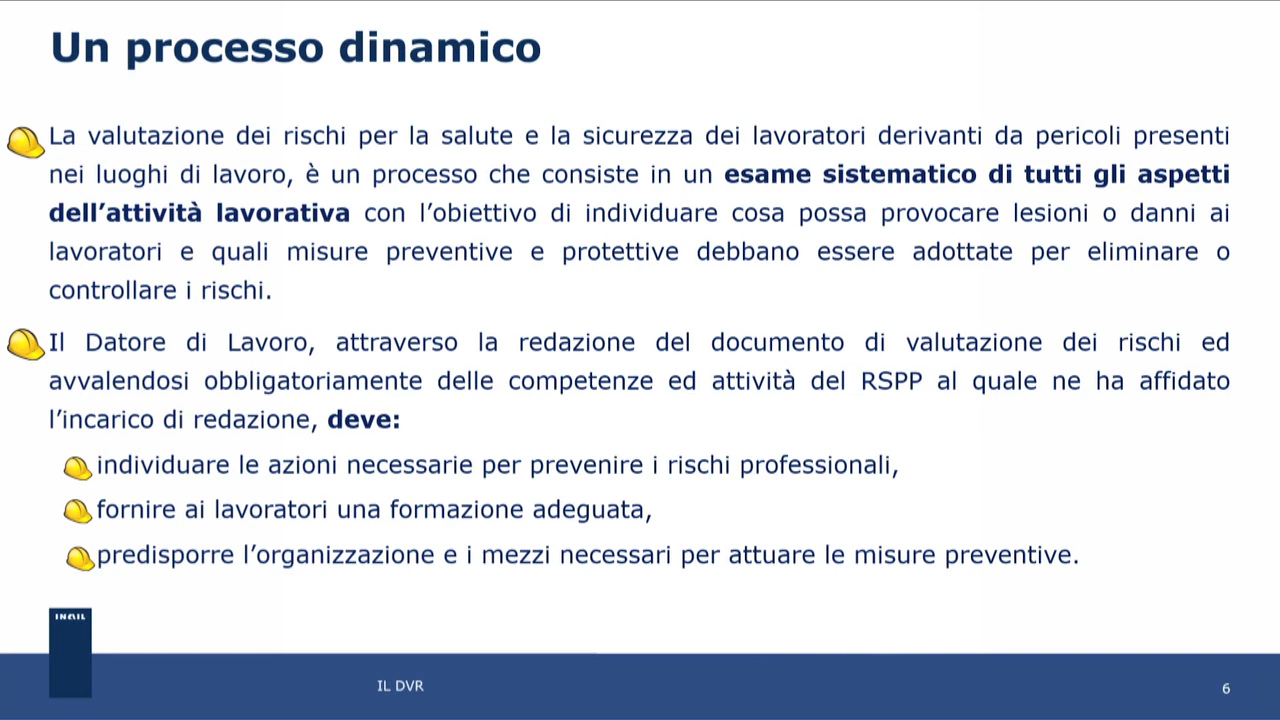 Un processo dinamico
La valutazione dei rischi per la salute e la sicurezza dei lavoratori derivanti da pericoli presenti
nei luoghi di lavoro, è un processo che consiste in un esame sistematico di tutti gli aspetti
dell’attività lavorativa con l’obiettivo di individuare cosa possa provocare lesioni o danni ai
lavoratori e quali misure preventive e protettive debbano essere adottate per eliminare o
controllare i rischi.
Il Datore di Lavoro, attraverso la redazione del documento di valutazione dei rischi ed
avvalendosi obbligatoriamente delle competenze ed attività del RSPP al quale ne ha affidato
l’incarico di redazione, deve:
individuare le azioni necessarie per prevenire i rischi professionali,
fornire ai lavoratori una formazione adeguata,
predisporre l’organizzazione e i mezzi necessari per attuare le misure preventive.
INAIL
IL DVR
6